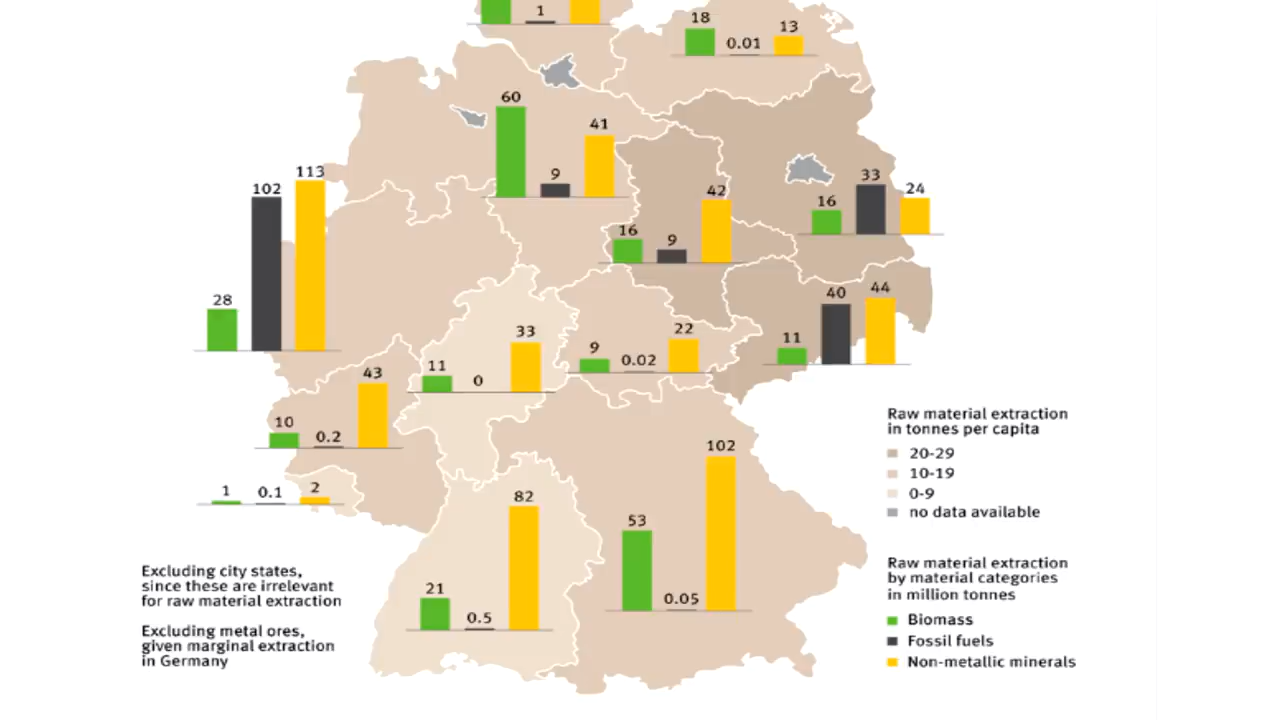 1
18
0.01
13
60
9
41
102
113
28
42
16
9
33
16
24
40
44
11
33
11
0
22
9
0.02
43
10
0.2
1
0.1
2
102
82
53
21
0.5
0.05
Raw material extraction
in tonnes per capita
20-29
10-19
0-9
no data available
Excluding city states,
since these are irrelevant
for raw material extraction
Excluding metal ores,
given marginal extraction
in Germany
Raw material extraction
by material categories
in million tonnes
Biomass
Fossil fuels
Non-metallic minerals